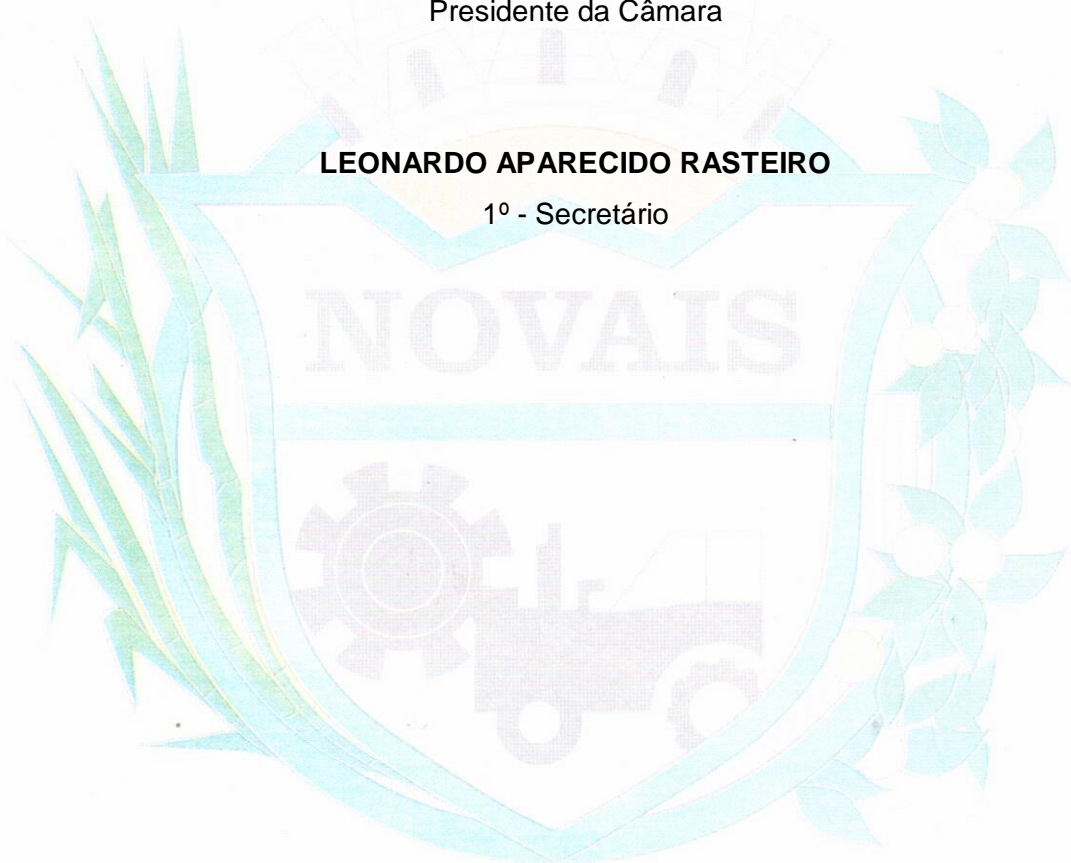 Presidente da Câmara
LEONARDO APARECIDO RASTEIRO
1º - Secretário
NOVAIS